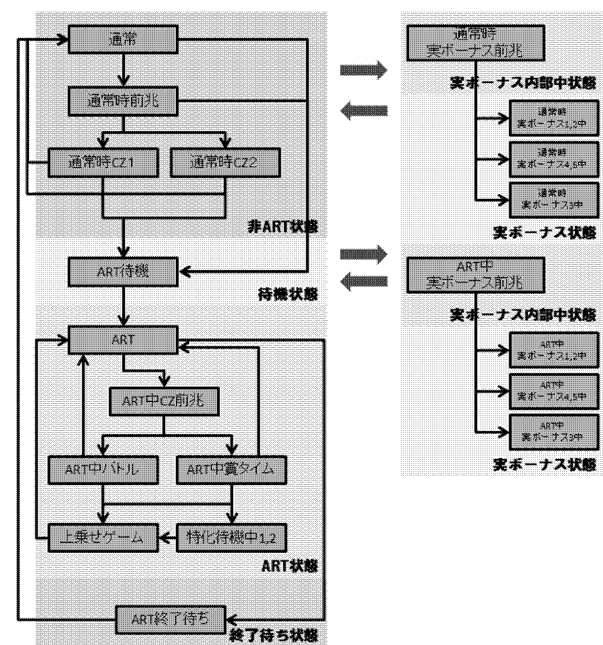 通常
通常時前兆
通常時CZ1
通常時CZ2
非ART状態
ART待機
待機状態
ART
ART中CZ前兆
ART中バトル
ART中賞タイム
上乗せゲーム
特化待機中1,2
ART状態
ART終了待ち
終了待ち状態
通常時
実ボーナス前兆
実ボーナス内部中状態
通常時
実ボーナス1,2中
通常時
実ボーナス4,5中
通常時
実ボーナス3中
実ボーナス状態
ART中
実ボーナス前兆
実ボーナス内部中状態
ART中
実ボーナス1,2中
ART中
実ボーナス4,5中
ART中
実ボーナス3中
実ボーナス状態